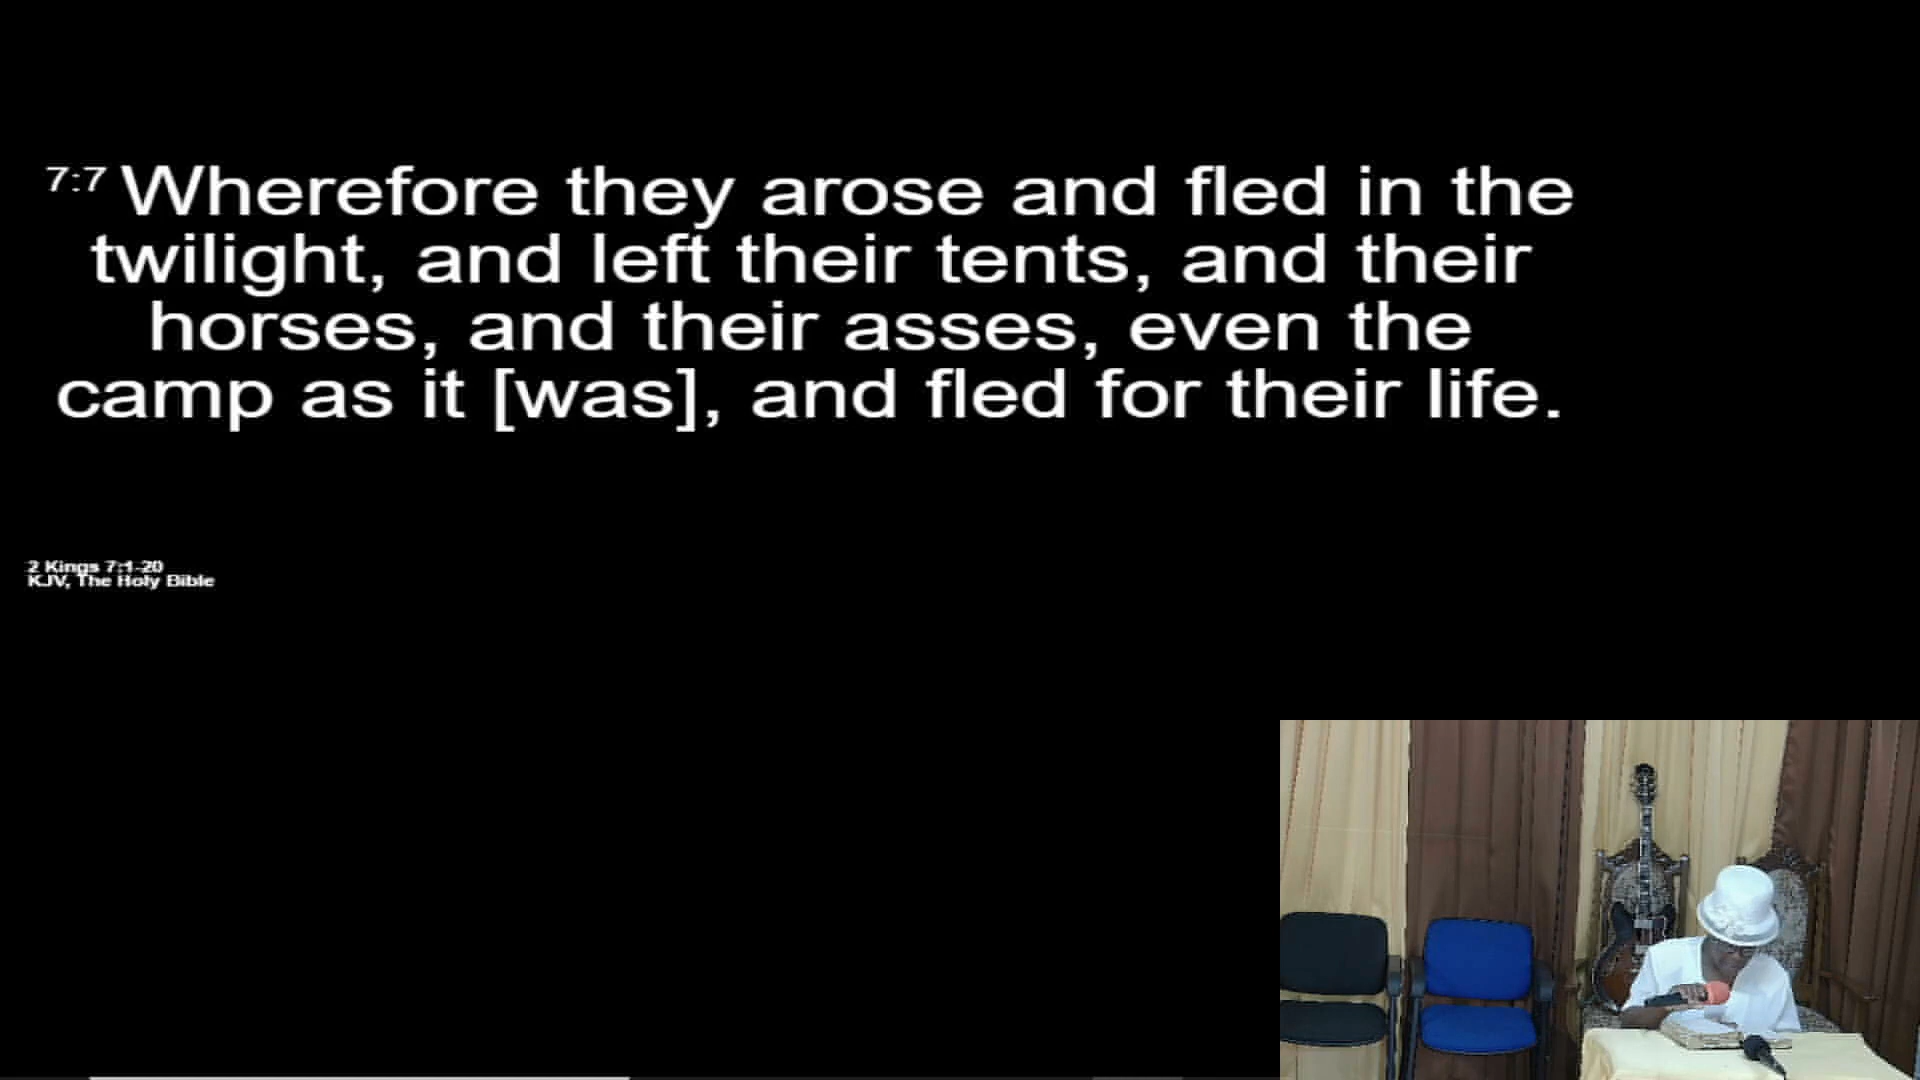 7:7 Wherefore they arose and fled in the
twilight, and left their tents, and their
horses, and their asses, even the
camp as it [was], and fled for their life.
2 Kings 7:1-20
KJV, The Holy Bible